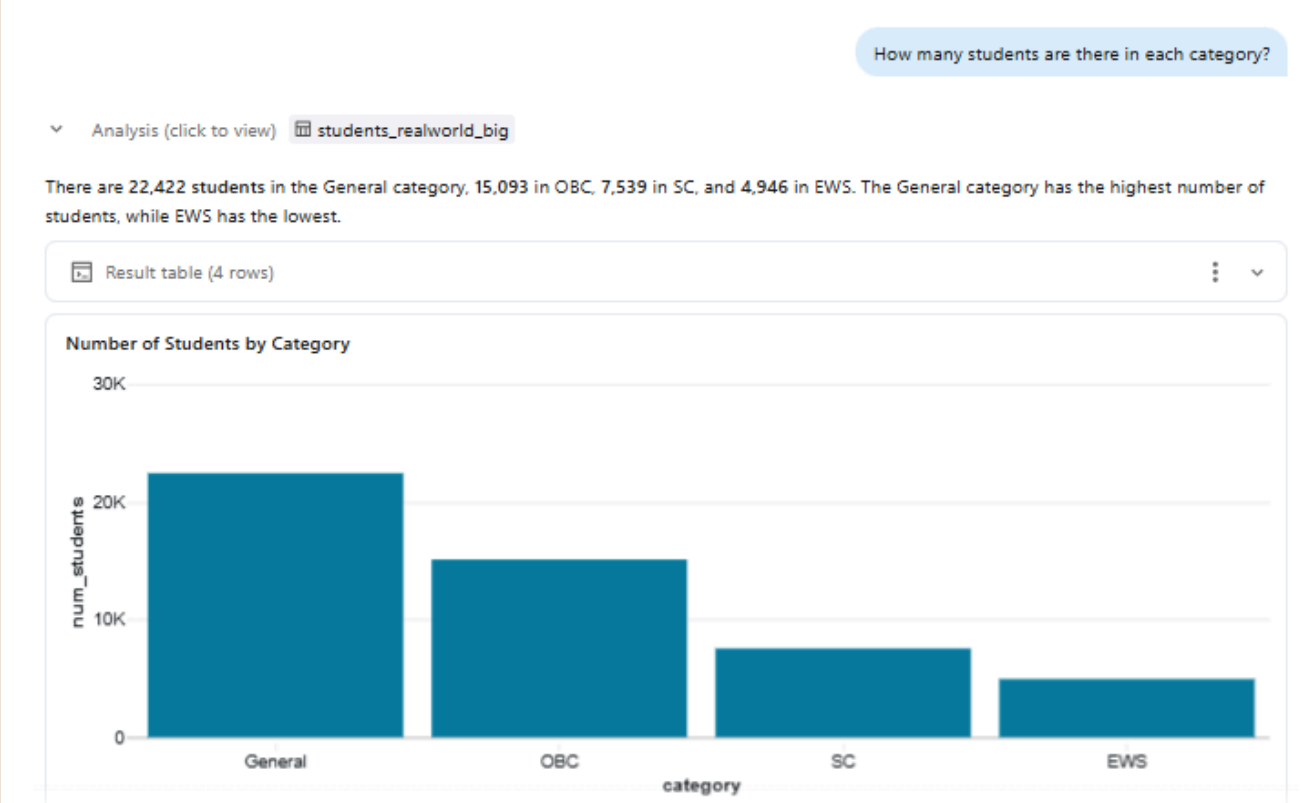 How many students are there in each category?
Analysis (click to view) students_realworld_big
There are 22,422 students in the General category, 15,093 in OBC, 7,539 in SC, and 4,946 in EWS. The General category has the highest number of
students, while EWS has the lowest.
Result table (4 rows)
Number of Students by Category
30K
20K
10K
0
num_students
General OBC SC EWS
category